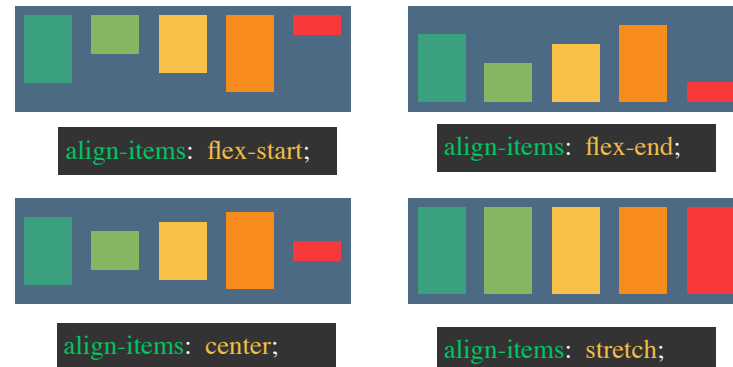 align-items: flex-start;
align-items: flex-end;
align-items: center;
align-items: stretch;